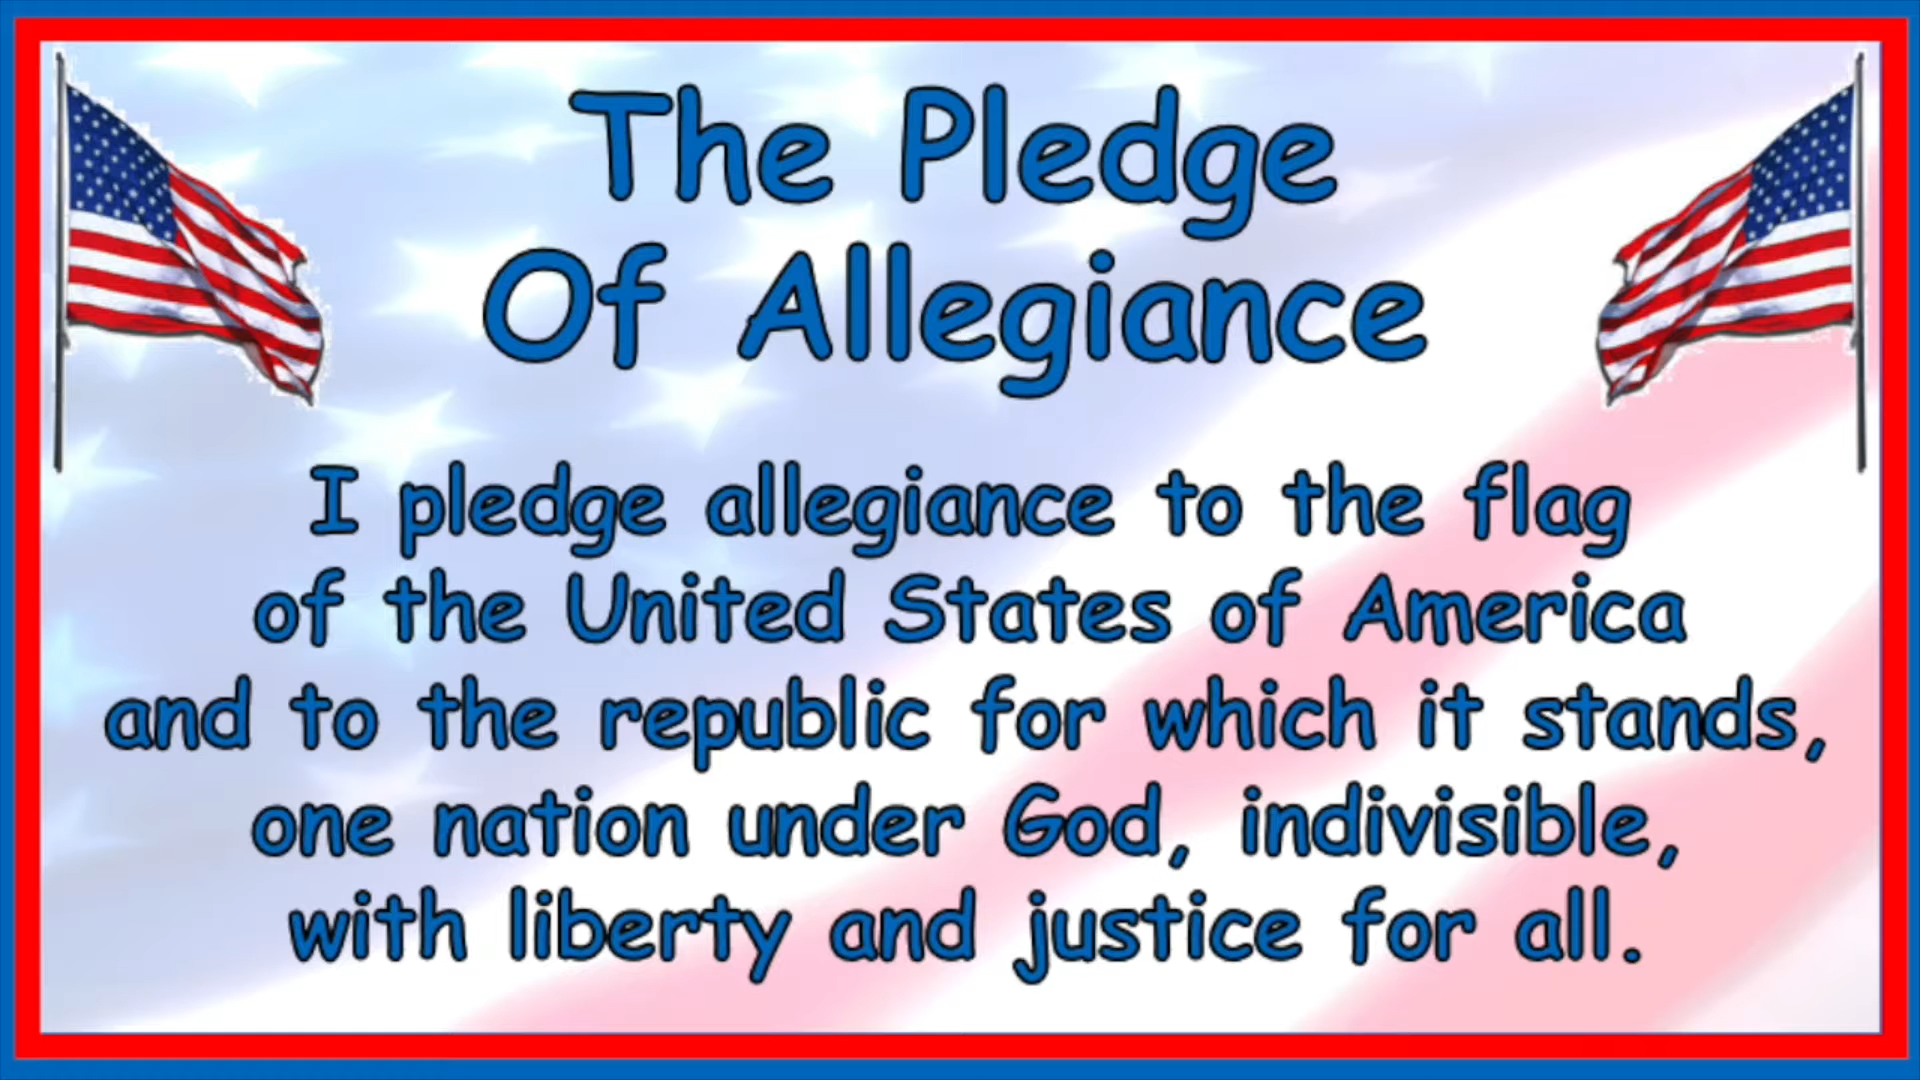 The Pledge
Of Allegiance
I pledge allegiance to the flag
of the United States of America
and to the republic for which it stands,
one nation under God, indivisible,
with liberty and justice for all.